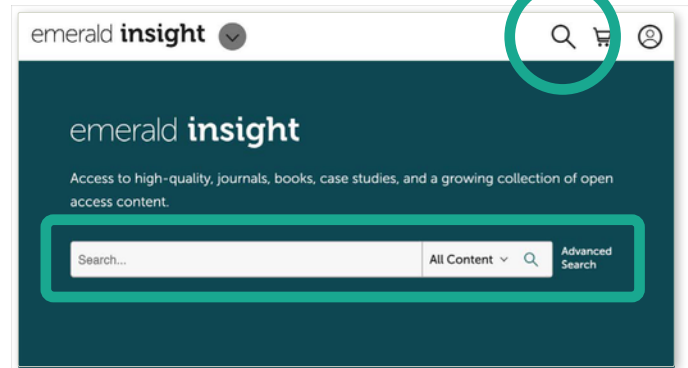 emerald insight
emerald insight
Access to high-quality, journals, books, case studies, and a growing collection of open
access content.
Search...
All Content
Advanced
Search